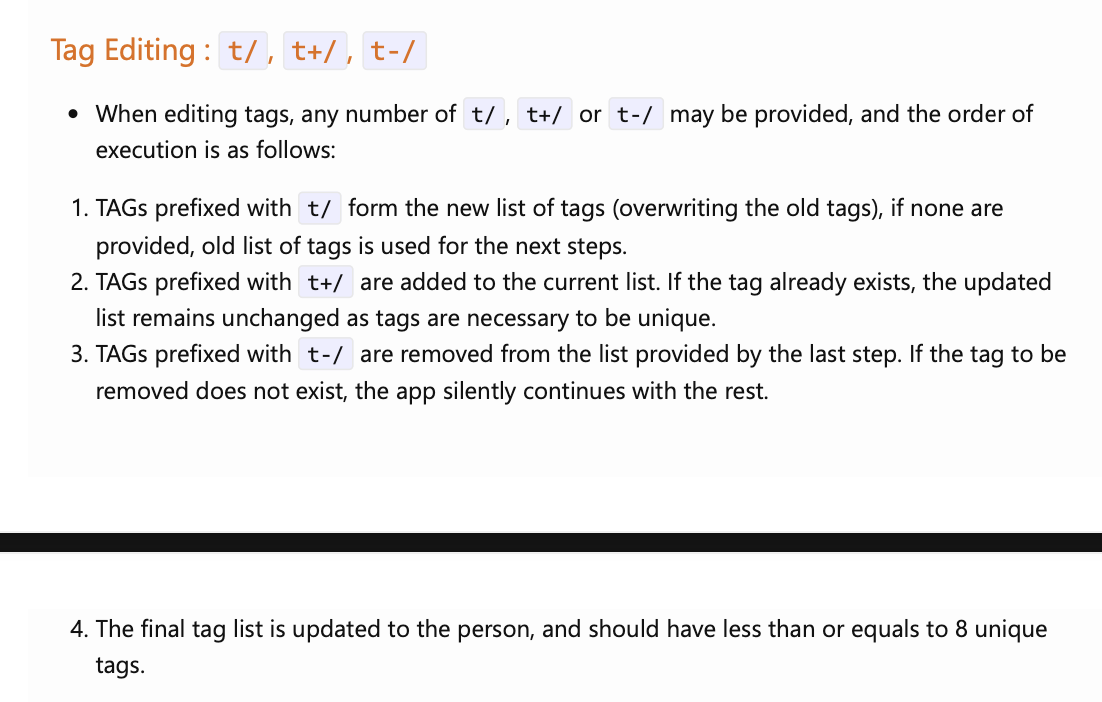 Tag Editing : t/, t+/, t-/
• When editing tags, any number of t/, t+/ or t-/ may be provided, and the order of
execution is as follows:
1. TAGs prefixed with t/ form the new list of tags (overwriting the old tags), if none are
provided, old list of tags is used for the next steps.
2. TAGs prefixed with t+/ are added to the current list. If the tag already exists, the updated
list remains unchanged as tags are necessary to be unique.
3. TAGs prefixed with t-/ are removed from the list provided by the last step. If the tag to be
removed does not exist, the app silently continues with the rest.
4. The final tag list is updated to the person, and should have less than or equals to 8 unique
tags.